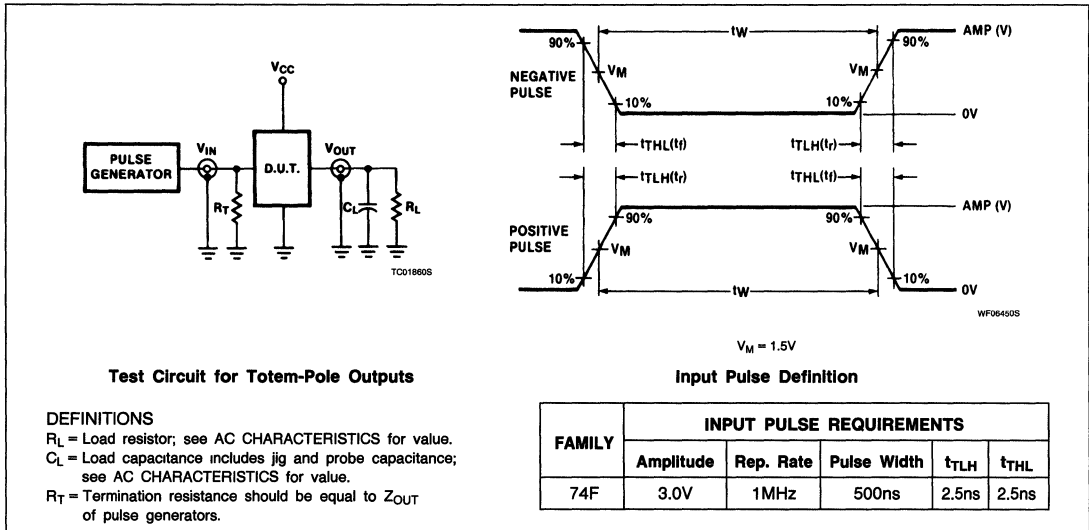 VCC
VIN
VOUT
PULSE
GENERATOR
D.U.T.
RT
CL
RL
TC01860S
Test Circuit for Totem-Pole Outputs
DEFINITIONS
RL = Load resistor; see AC CHARACTERISTICS for value.
CL = Load capacitance includes jig and probe capacitance;
see AC CHARACTERISTICS for value.
RT = Termination resistance should be equal to ZOUT
of pulse generators.
90%
tW
90%
AMP (V)
NEGATIVE
PULSE
VM
VM
10%
10%
0V
tTHL(tf)
tTLH(tr)
tTLH(tr)
tTHL(tf)
90%
90%
AMP (V)
POSITIVE
PULSE
VM
VM
10%
10%
tW
0V
WF06450S
VM = 1.5V
Input Pulse Definition
FAMILY
INPUT PULSE REQUIREMENTS
Amplitude Rep. Rate Pulse Width tTLH tTHL
74F 3.0V 1MHz 500ns 2.5ns 2.5ns